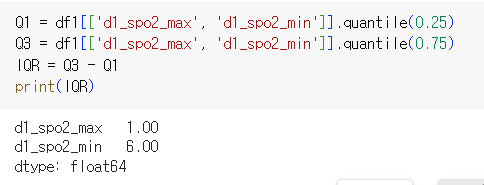 Q1 = df1[['d1_spo2_max', 'd1_spo2_min']].quantile(0.25)
Q3 = df1[['d1_spo2_max', 'd1_spo2_min']].quantile(0.75)
IQR = Q3 - Q1
print(IQR)
d1_spo2_max 1.00
d1_spo2_min 6.00
dtype: float64